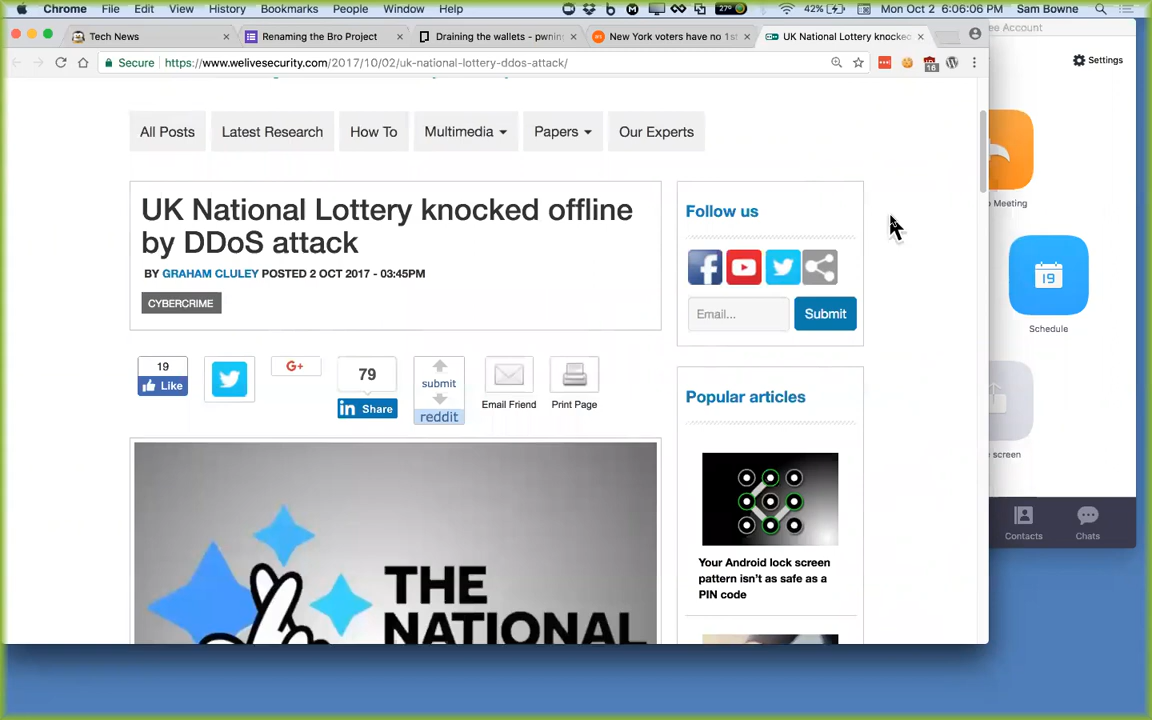 Chrome File Edit View History Bookmarks People Window Help 27° 42% Mon Oct 2 6:06:06 PM Sam Bowne
Tech News
Renaming the Bro Project
Draining the wallets - pwnin
New York voters have no 1st
UK National Lottery knocked
ee Account
Secure https://www.welivesecurity.com/2017/10/02/uk-national-lottery-ddos-attack/
16
Settings
All Posts
Latest Research
How To
Multimedia
Papers
Our Experts
UK National Lottery knocked offline
by DDoS attack
BY GRAHAM CLULEY POSTED 2 OCT 2017 - 03:45PM
CYBERCRIME
Follow us
Email...
Submit
19
Like
G+
79
in Share
submit
reddit
Email Friend
Print Page
Popular articles
Your Android lock screen
pattern isn't as safe as a
PIN code
THE
NATIONAL
Meeting
19
Schedule
screen
Contacts
Chats